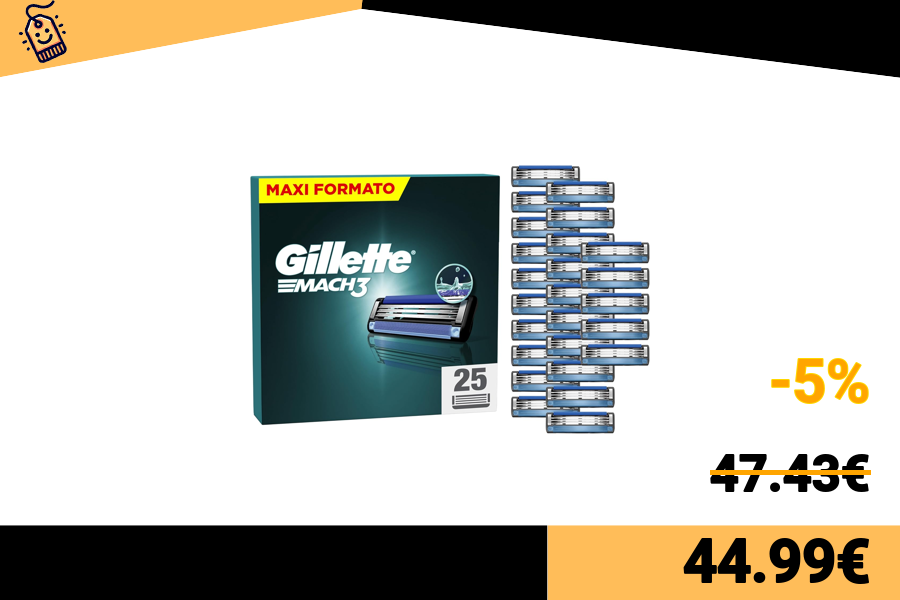 MAXI FORMATO
Gillette®
MACH3
25
-5%
47.43€
44.99€